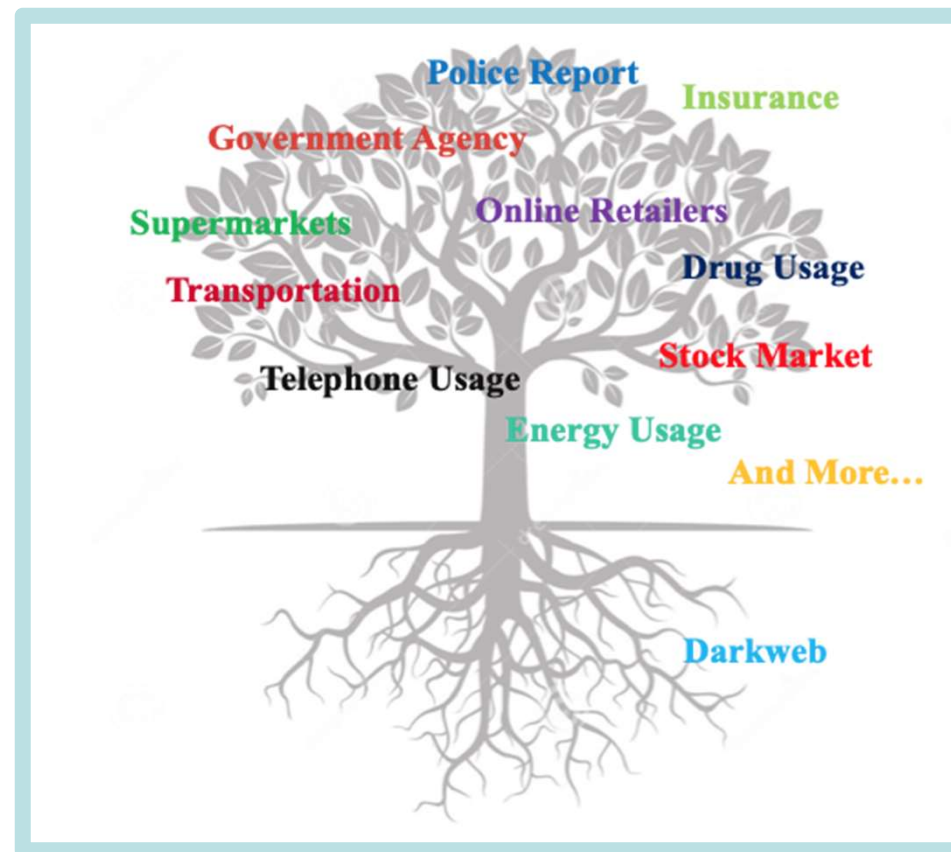 Police Report
Insurance
Government Agency
Online Retailers
Supermarkets
Drug Usage
Transportation
Stock Market
Telephone Usage
Energy Usage
And More…
Darkweb